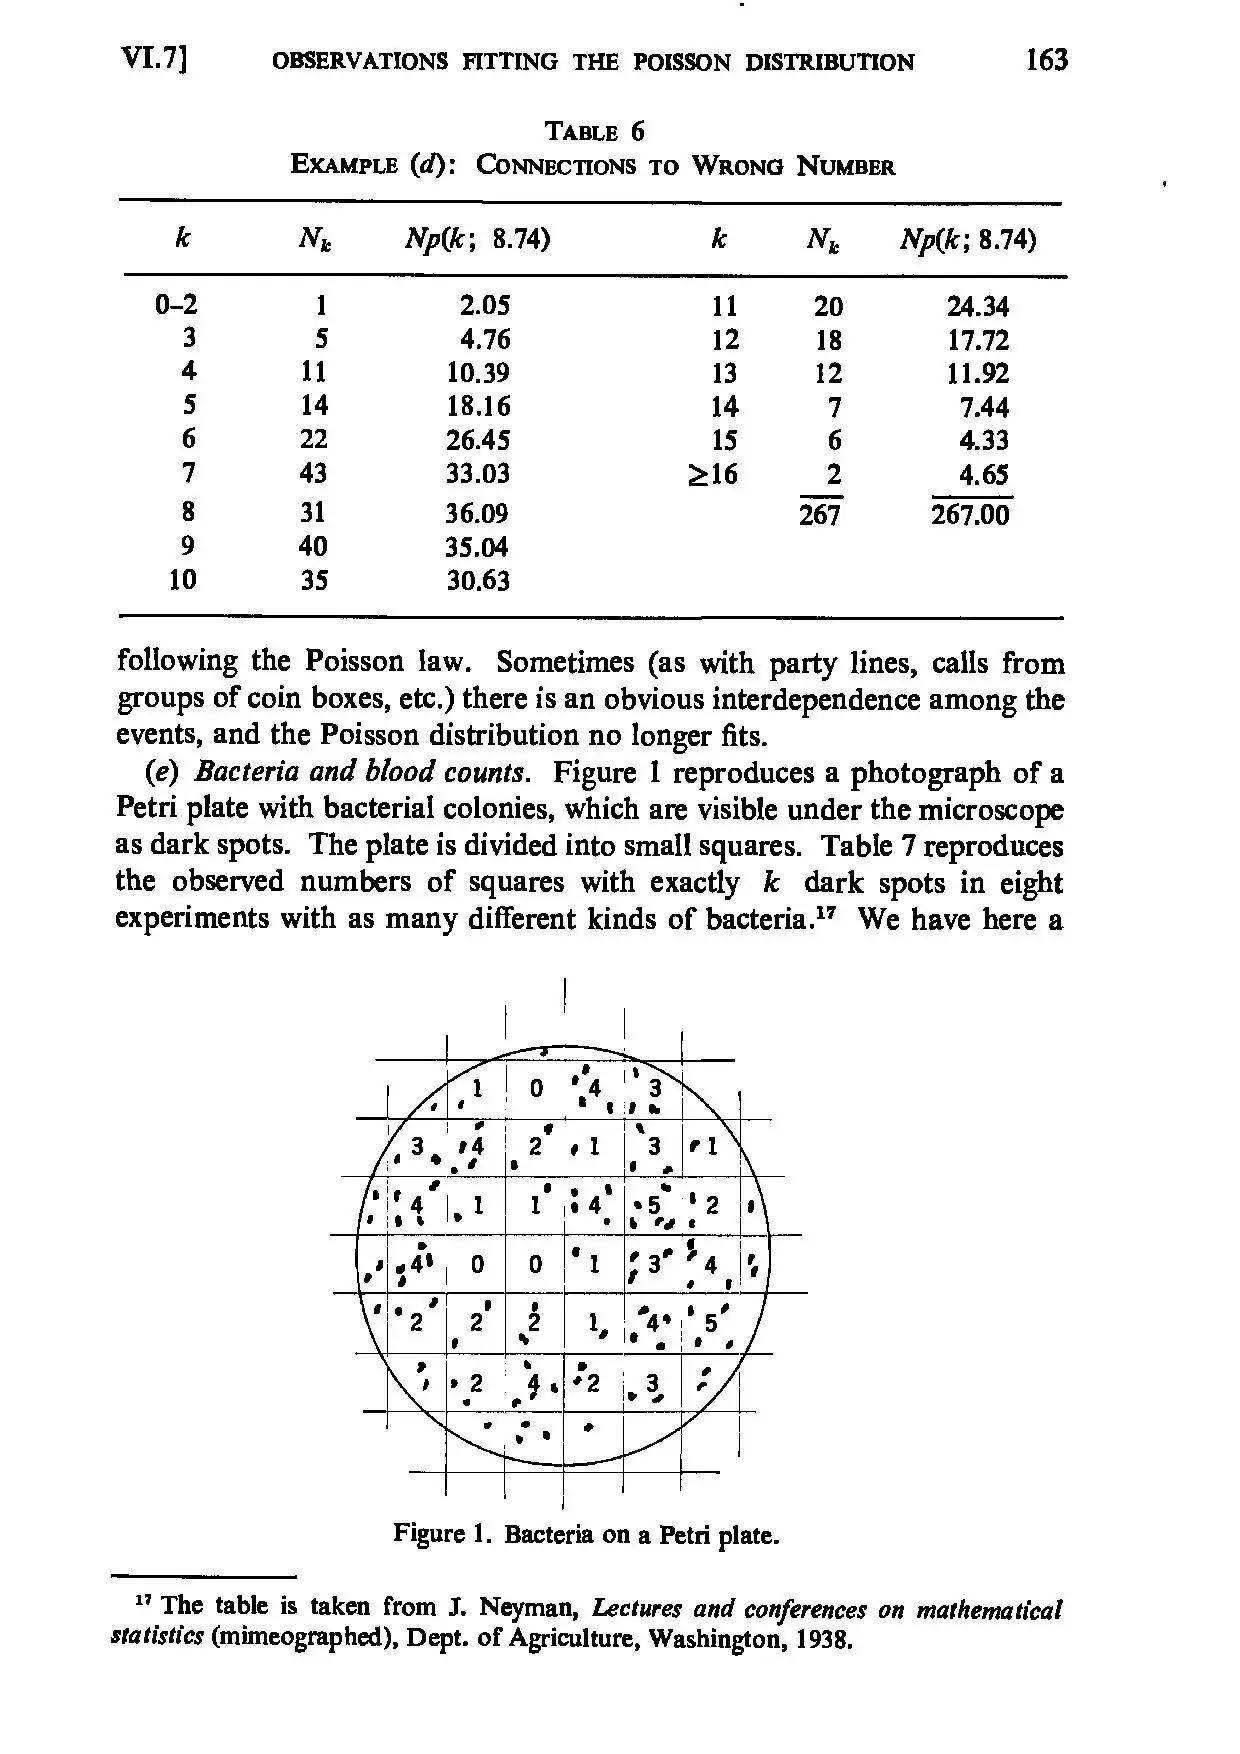 VI.7] OBSERVATIONS FITTING THE POISSON DISTRIBUTION 163
TABLE 6
EXAMPLE (d): CONNECTIONS TO WRONG NUMBER
k Nk Np(k; 8.74) k Nk Np(k; 8.74)
0–2 1 2.05 11 20 24.34
3 5 4.76 12 18 17.72
4 11 10.39 13 12 11.92
5 14 18.16 14 7 7.44
6 22 26.45 15 6 4.33
7 43 33.03 ≥16 2 4.65
8 31 36.09 267 267.00
9 40 35.04
10 35 30.63
following the Poisson law. Sometimes (as with party lines, calls from
groups of coin boxes, etc.) there is an obvious interdependence among the
events, and the Poisson distribution no longer fits.
(e) Bacteria and blood counts. Figure 1 reproduces a photograph of a
Petri plate with bacterial colonies, which are visible under the microscope
as dark spots. The plate is divided into small squares. Table 7 reproduces
the observed numbers of squares with exactly k dark spots in eight
experiments with as many different kinds of bacteria.¹⁷ We have here a
1 0 4 3
3 4 2 1 3 1
4 1 1 4 5 2
4 0 0 1 3 4
2 2 2 1 4 5
2 4 2 3
Figure 1. Bacteria on a Petri plate.
¹⁷ The table is taken from J. Neyman, Lectures and conferences on mathematical
statistics (mimeographed), Dept. of Agriculture, Washington, 1938.